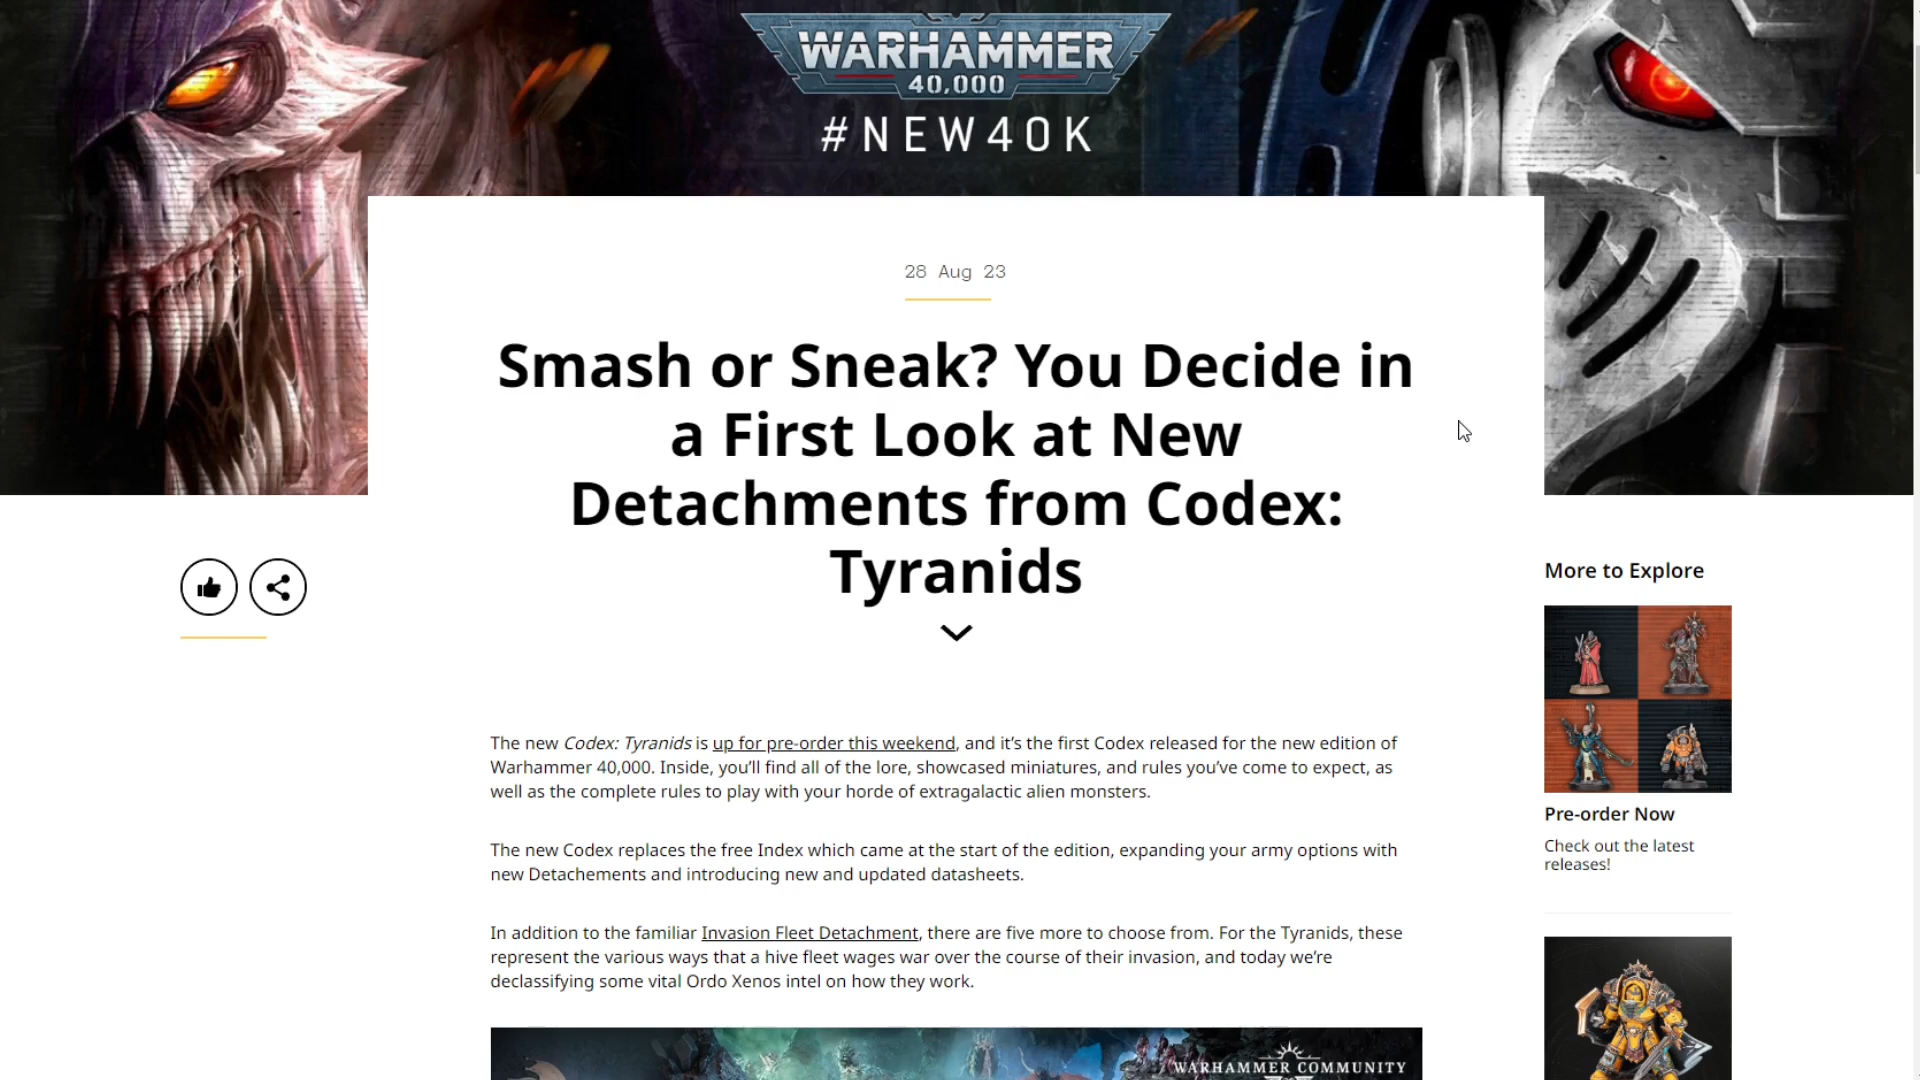 WARHAMMER
40,000
#NEW40K
28 Aug 23
Smash or Sneak? You Decide in
a First Look at New
Detachments from Codex:
Tyranids
The new Codex: Tyranids is up for pre-order this weekend, and it’s the first Codex released for the new edition of
Warhammer 40,000. Inside, you’ll find all of the lore, showcased miniatures, and rules you’ve come to expect, as
well as the complete rules to play with your horde of extragalactic alien monsters.
The new Codex replaces the free Index which came at the start of the edition, expanding your army options with
new Detachements and introducing new and updated datasheets.
In addition to the familiar Invasion Fleet Detachment, there are five more to choose from. For the Tyranids, these
represent the various ways that a hive fleet wages war over the course of their invasion, and today we’re
declassifying some vital Ordo Xenos intel on how they work.
WARHAMMER COMMUNITY
More to Explore
Pre-order Now
Check out the latest
releases!